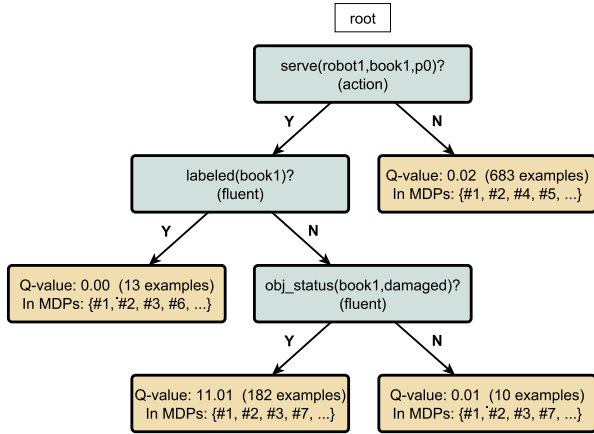 root
serve(robot1,book1,p0)?
(action)
Y
N
labeled(book1)?
(fluent)
Q-value: 0.02 (683 examples)
In MDPs: {#1, #2, #4, #5, ...}
Y
N
Q-value: 0.00 (13 examples)
In MDPs: {#1, #2, #3, #6, ...}
obj_status(book1,damaged)?
(fluent)
Y
N
Q-value: 11.01 (182 examples)
In MDPs: {#1, #2, #3, #7, ...}
Q-value: 0.01 (10 examples)
In MDPs: {#1, #2, #3, #7, ...}